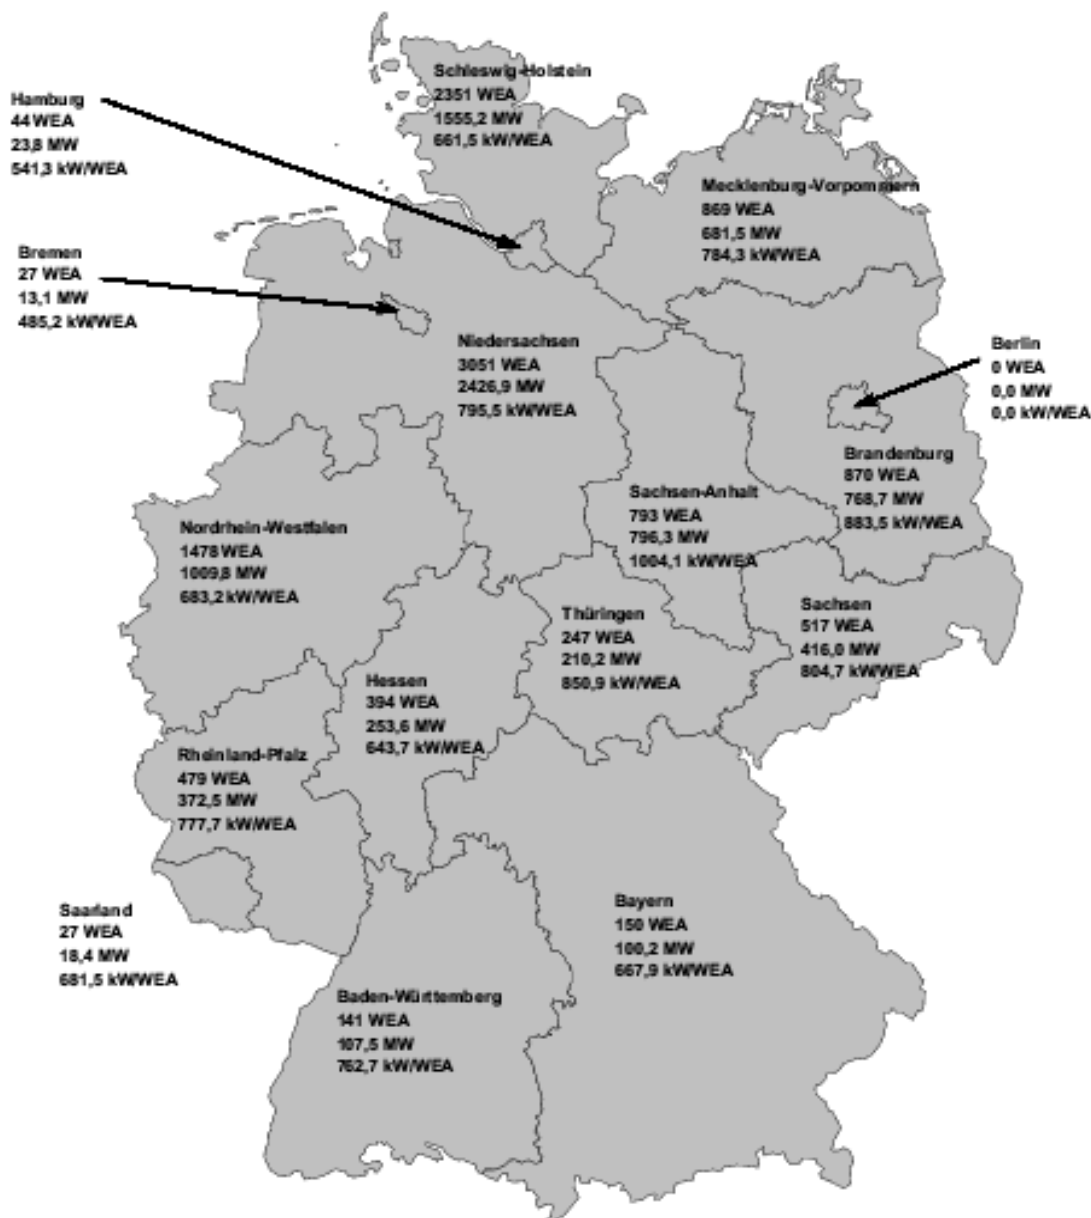 Schleswig-Holstein
2351 WEA
1555,2 MW
661,5 kW/WEA
Hamburg
44 WEA
23,8 MW
541,3 kW/WEA
Mecklenburg-Vorpommern
869 WEA
681,5 MW
784,3 kW/WEA
Bremen
27 WEA
13,1 MW
485,2 kW/WEA
Niedersachsen
3051 WEA
2426,9 MW
795,5 kW/WEA
Berlin
0 WEA
0,0 MW
0,0 kW/WEA
Brandenburg
870 WEA
768,7 MW
883,5 kW/WEA
Sachsen-Anhalt
793 WEA
796,3 MW
1004,1 kW/WEA
Nordrhein-Westfalen
1478 WEA
1009,8 MW
683,2 kW/WEA
Sachsen
517 WEA
416,0 MW
804,7 kW/WEA
Thüringen
247 WEA
210,2 MW
850,9 kW/WEA
Hessen
394 WEA
253,6 MW
643,7 kW/WEA
Rheinland-Pfalz
479 WEA
372,5 MW
777,7 kW/WEA
Saarland
27 WEA
18,4 MW
681,5 kW/WEA
Bayern
150 WEA
100,2 MW
667,9 kW/WEA
Baden-Württemberg
141 WEA
107,5 MW
762,7 kW/WEA